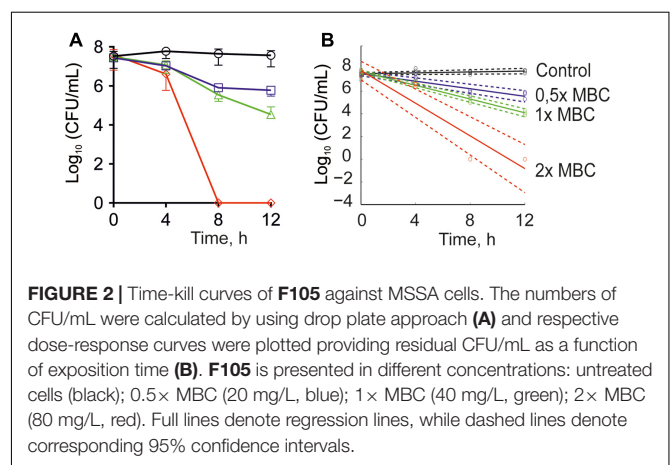 A
8
6
4
2
0
Log10 (CFU/mL)
0 4 8 12
Time, h
B
8
6
4
2
0
−2
−4
Log10 (CFU/mL)
0 4 8 12
Time, h
Control
0,5x MBC
1x MBC
2x MBC
FIGURE 2 | Time-kill curves of F105 against MSSA cells. The numbers of
CFU/mL were calculated by using drop plate approach (A) and respective
dose-response curves were plotted providing residual CFU/mL as a function
of exposition time (B). F105 is presented in different concentrations: untreated
cells (black); 0.5× MBC (20 mg/L, blue); 1× MBC (40 mg/L, green); 2× MBC
(80 mg/L, red). Full lines denote regression lines, while dashed lines denote
corresponding 95% confidence intervals.